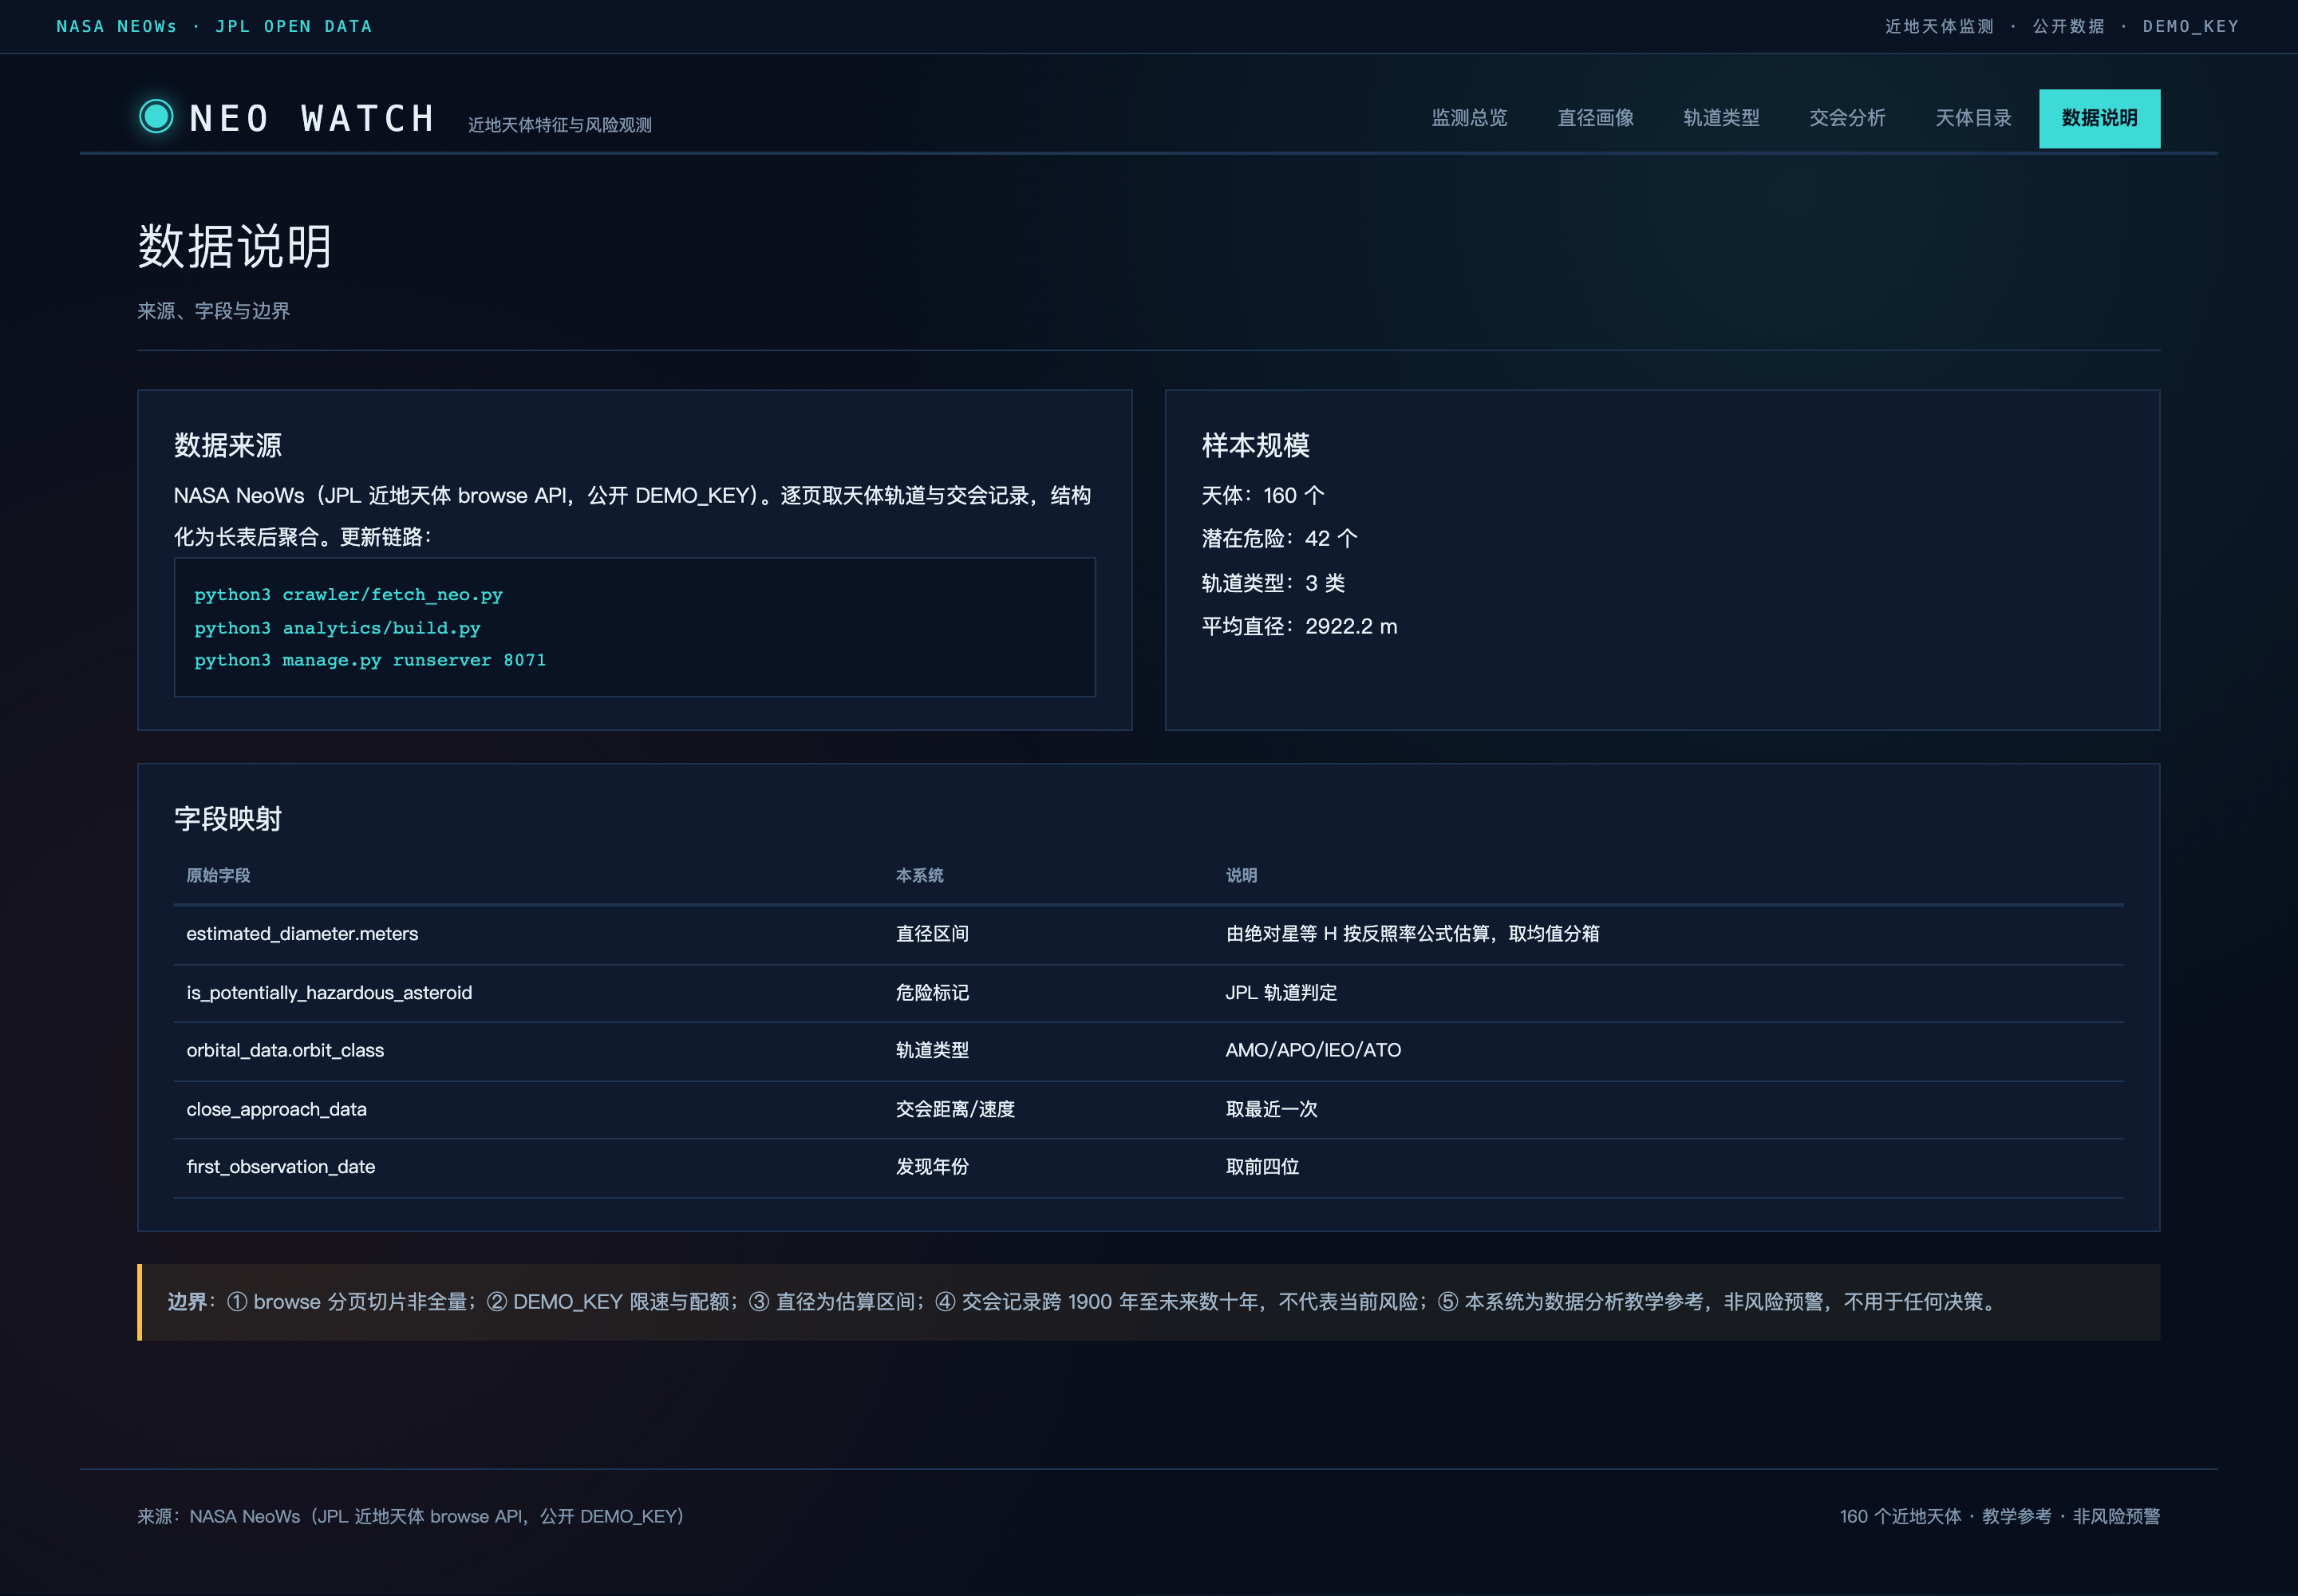 NASA NEOWs · JPL OPEN DATA
近地天体监测 · 公开数据 · DEMO_KEY
NEO WATCH
近地天体特征与风险观测
监测总览
直径画像
轨道类型
交会分析
天体目录
数据说明
数据说明
来源、字段与边界
数据来源
NASA NeoWs（JPL 近地天体 browse API，公开 DEMO_KEY）。逐页取天体轨道与交会记录，结构
化为长表后聚合。更新链路：
python3 crawler/fetch_neo.py
python3 analytics/build.py
python3 manage.py runserver 8071
样本规模
天体：160 个
潜在危险：42 个
轨道类型：3 类
平均直径：2922.2 m
字段映射
原始字段 本系统 说明
estimated_diameter.meters 直径区间 由绝对星等 H 按反照率公式估算，取均值分箱
is_potentially_hazardous_asteroid 危险标记 JPL 轨道判定
orbital_data.orbit_class 轨道类型 AMO/APO/IEO/ATO
close_approach_data 交会距离/速度 取最近一次
first_observation_date 发现年份 取前四位
边界：① browse 分页切片非全量；② DEMO_KEY 限速与配额；③ 直径为估算区间；④ 交会记录跨 1900 年至未来数十年，不代表当前风险；⑤ 本系统为数据分析教学参考，非风险预警，不用于任何决策。
来源：NASA NeoWs（JPL 近地天体 browse API，公开 DEMO_KEY）
160 个近地天体 · 教学参考 · 非风险预警